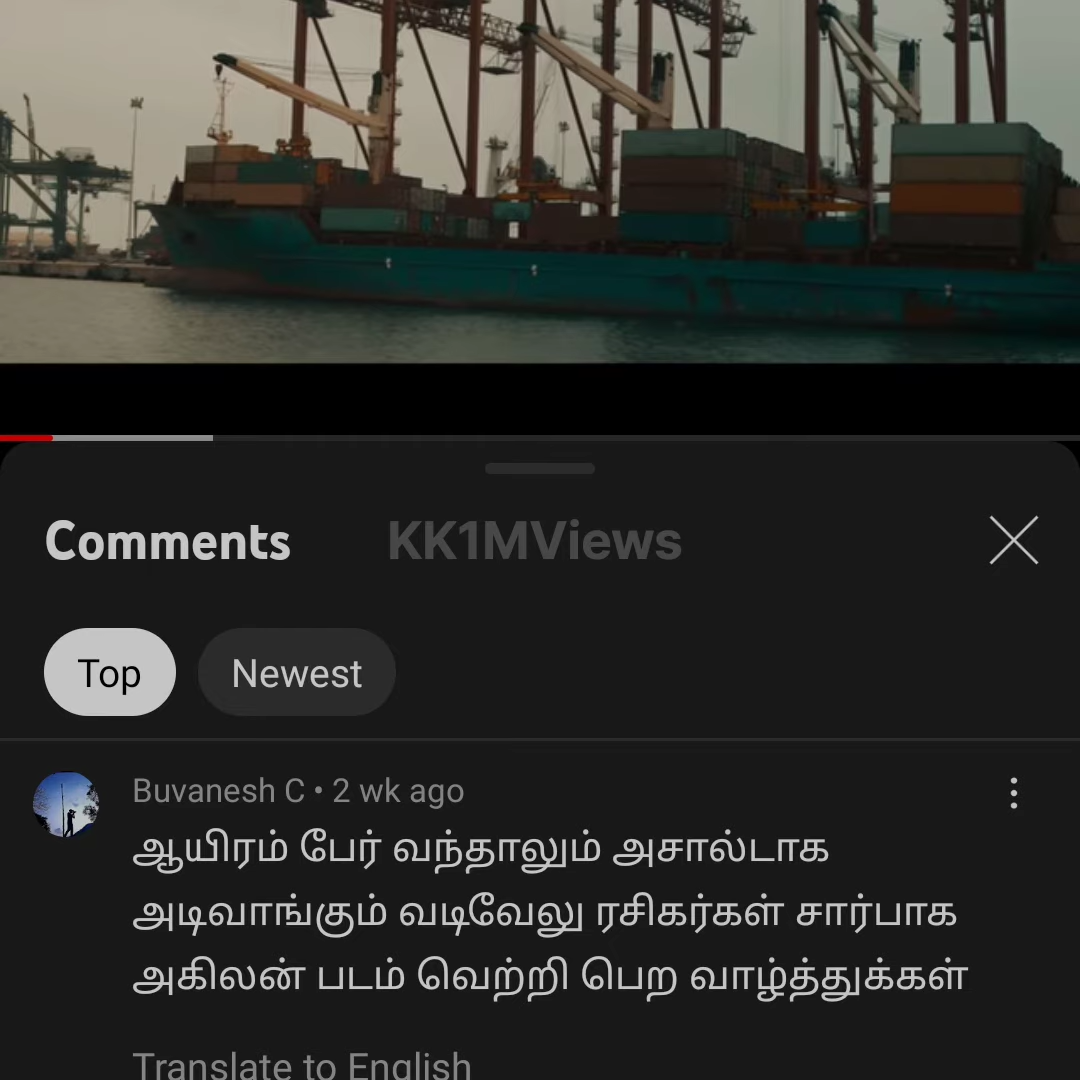 Comments
KK1MViews
Top
Newest
Buvanesh C • 2 wk ago
ஆயிரம் பேர் வந்தாலும் அசால்டாக
அடிவாங்கும் வடிவேலு ரசிகர்கள் சார்பாக
அகிலன் படம் வெற்றி பெற வாழ்த்துக்கள்
Translate to English